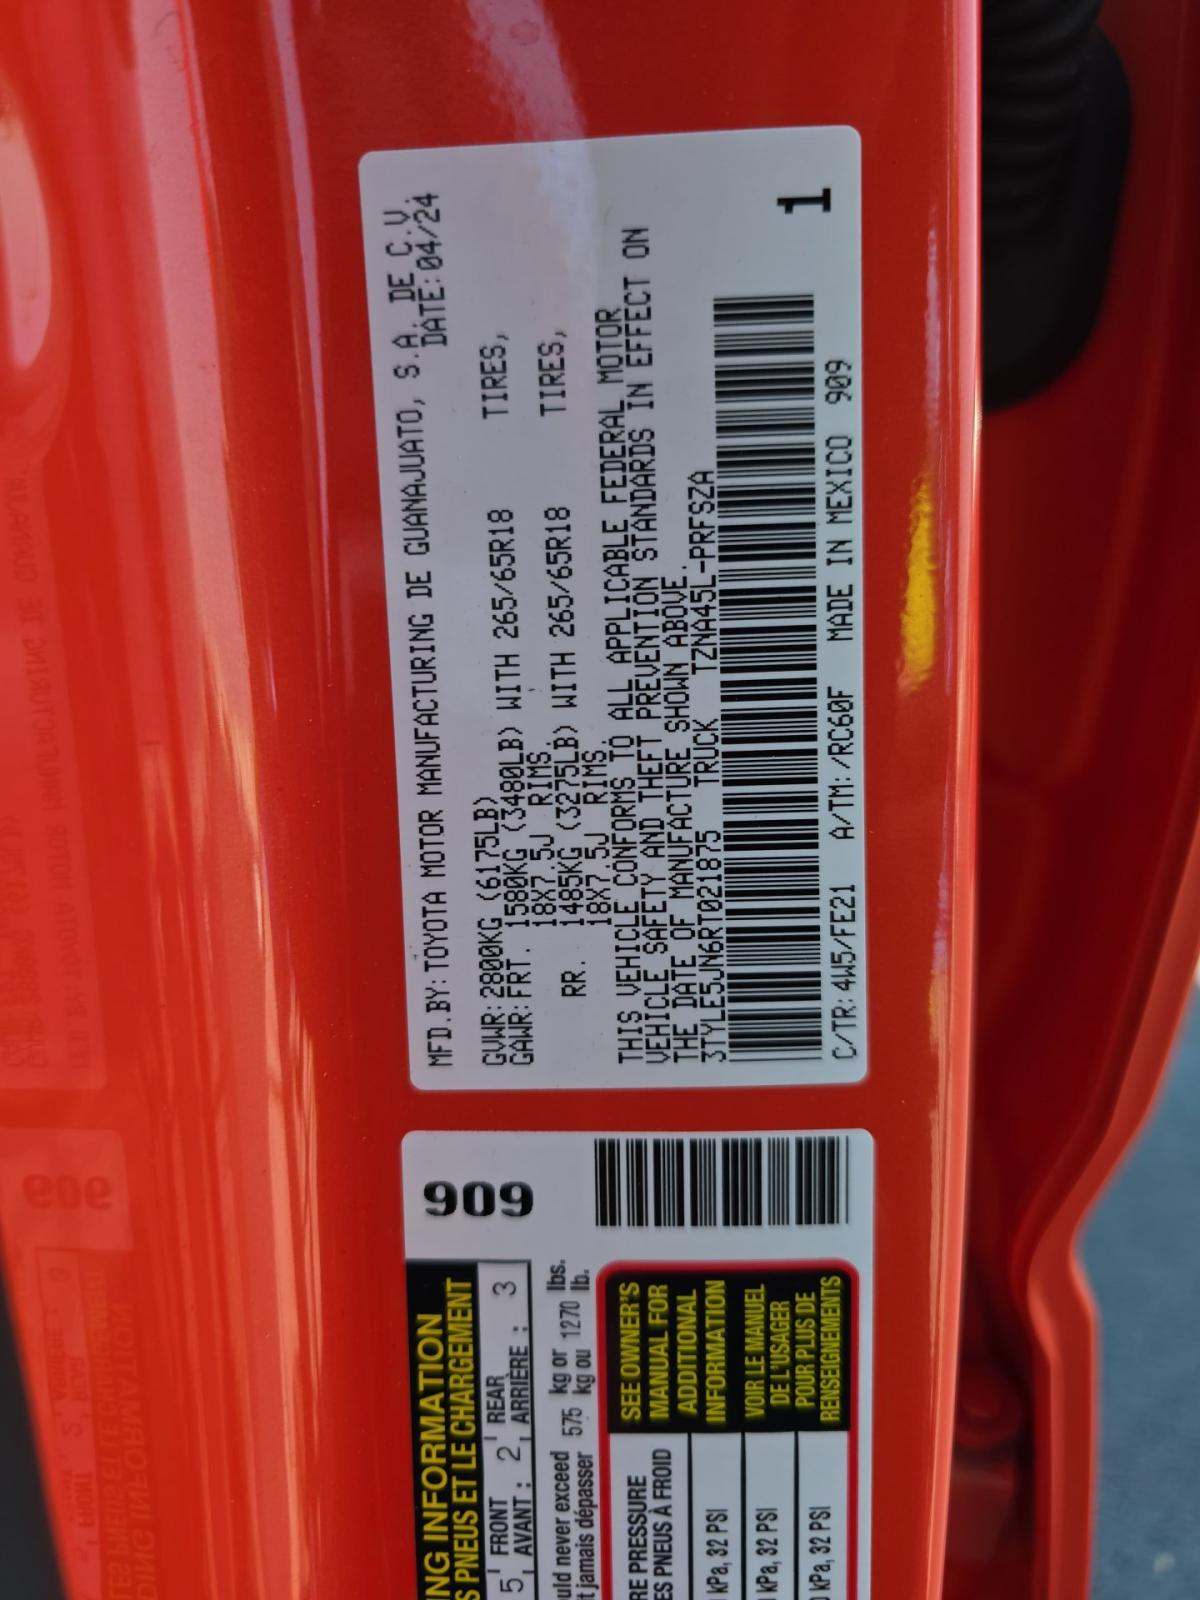 MFD.BY:TOYOTA MOTOR MANUFACTURING DE GUANAJUATO, S.A. DE C.V.
DATE:04/24
GVWR:2800KG (6175LB)
GAWR:FRT. 1580KG (3480LB) WITH 265/65R18 TIRES,
18X7.5J RIMS.
RR. 1485KG (3275LB) WITH 265/65R18 TIRES,
18X7.5J RIMS.
THIS VEHICLE CONFORMS TO ALL APPLICABLE FEDERAL MOTOR
VEHICLE SAFETY AND THEFT PREVENTION STANDARDS IN EFFECT ON
THE DATE OF MANUFACTURE SHOWN ABOVE.
3TYLE5JN6RT021875 TRUCK TZNA45L-PRFSZA
1
C/TR:4W5/FE21 A/TM:/RC60F MADE IN MEXICO 909
909
ING INFORMATION
S PNEUS ET LE CHARGEMENT
5 FRONT 2 REAR 3
AVANT : ARRIÈRE :
uld never exceed 575 kg or 1270 lbs.
t jamais dépasser kg ou lb.
RE PRESSURE
ES PNEUS À FROID
kPa, 32 PSI
kPa, 32 PSI
kPa, 32 PSI
SEE OWNER'S
MANUAL FOR
ADDITIONAL
INFORMATION
VOIR LE MANUEL
DE L'USAGER
POUR PLUS DE
RENSEIGNEMENTS